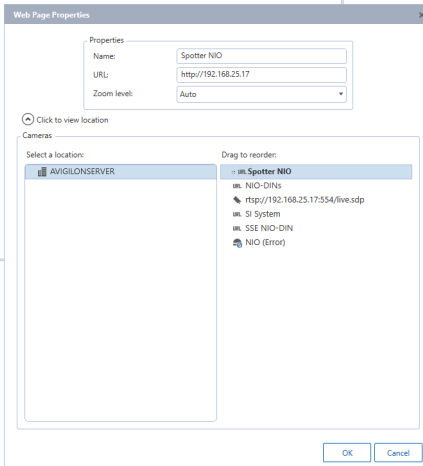 Web Page Properties
Properties
Name:
Spotter NIO
URL:
http://192.168.25.17
Zoom level:
Auto
Click to view location
Cameras
Select a location:
AVIGILONSERVER
Drag to reorder:
URL Spotter NIO
URL NIO-DINs
rtsp://192.168.25.17:554/live.sdp
URL SI System
URL SSE NIO-DIN
NIO (Error)
OK
Cancel